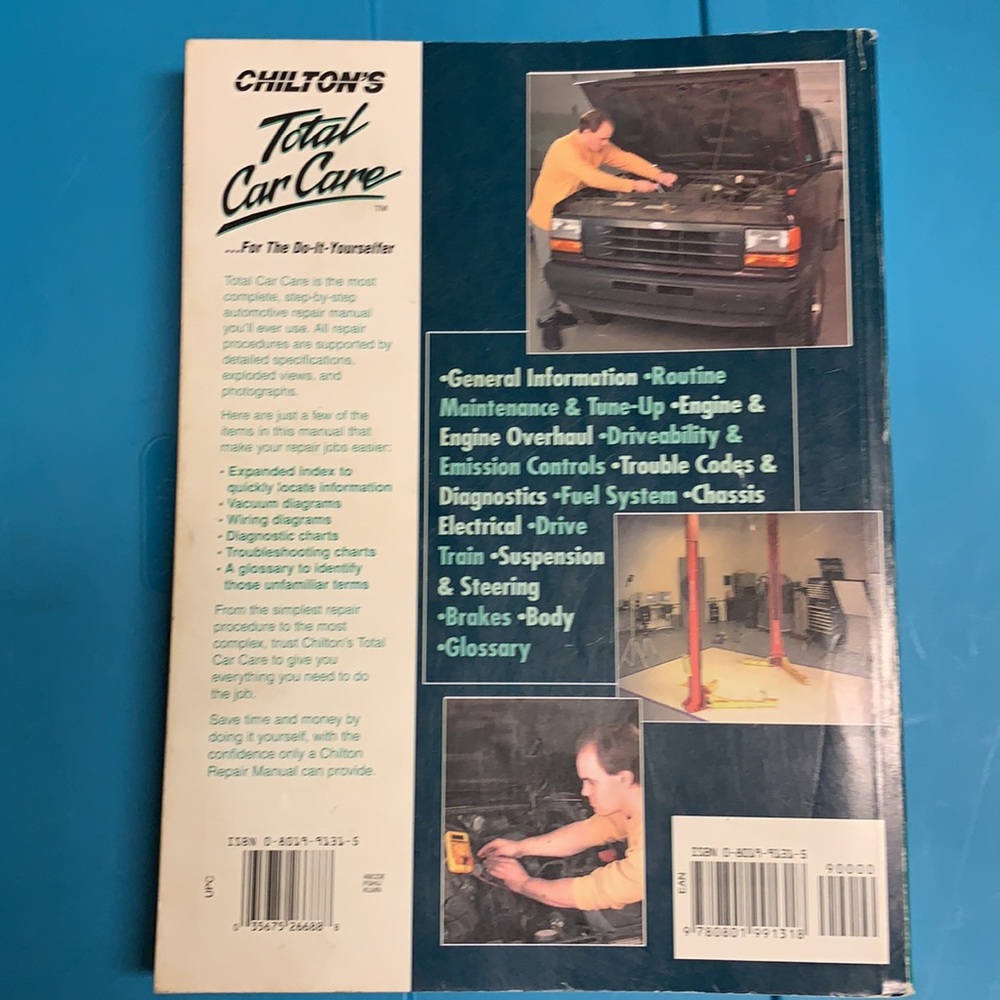 CHILTON'S
Total
Car Care
TM
...For The Do-It-Yourselfer
Total Car Care is the most
complete, step-by-step
automotive repair manual
you'll ever use. All repair
procedures are supported by
detailed specifications,
exploded views, and
photographs.
Here are just a few of the
items in this manual that
make your repair jobs easier:
• Expanded index to
quickly locate information
• Vacuum diagrams
• Wiring diagrams
• Diagnostic charts
• Troubleshooting charts
• A glossary to identify
those unfamiliar terms
From the simplest repair
procedure to the most
complex, trust Chilton's Total
Car Care to give you
everything you need to do
the job.
Save time and money by
doing it yourself, with the
confidence only a Chilton
Repair Manual can provide.
ISBN 0-8019-9131-5
UPC
0 35675 26688 6
•General Information •Routine
Maintenance & Tune-Up •Engine &
Engine Overhaul •Driveability &
Emission Controls •Trouble Codes &
Diagnostics •Fuel System •Chassis
Electrical •Drive
Train •Suspension
& Steering
•Brakes •Body
•Glossary
ISBN 0-8019-9131-5
90000
EAN
9 780801 991318